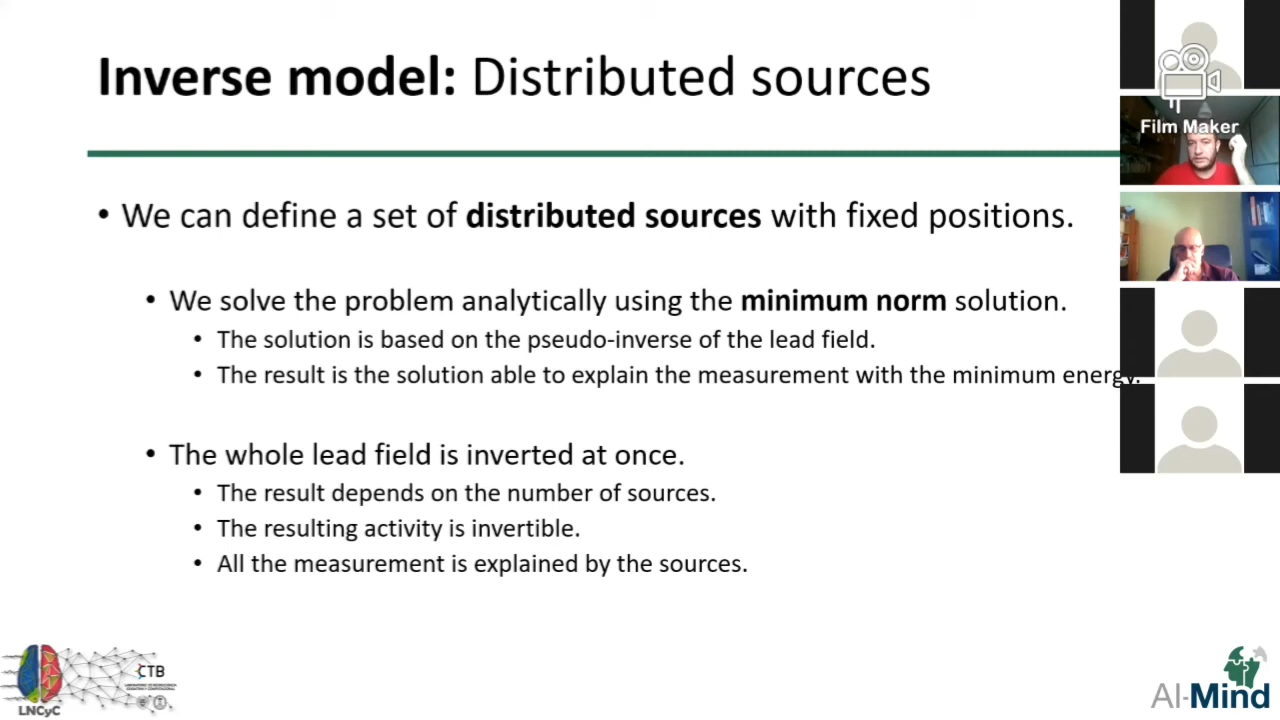 Inverse model: Distributed sources
Film Maker
• We can define a set of distributed sources with fixed positions.
• We solve the problem analytically using the minimum norm solution.
• The solution is based on the pseudo-inverse of the lead field.
• The result is the solution able to explain the measurement with the minimum energy.
• The whole lead field is inverted at once.
• The result depends on the number of sources.
• The resulting activity is invertible.
• All the measurement is explained by the sources.
LNCyC
CTB
AI-Mind